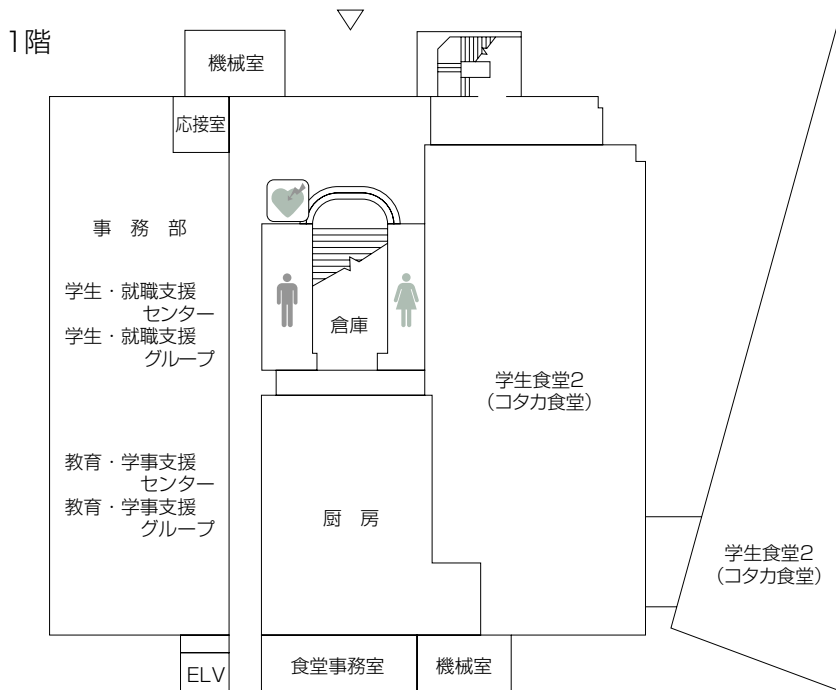 1階
機械室
応接室
事 務 部
学生・就職支援
センター
学生・就職支援
グループ
倉庫
学生食堂2
（コタカ食堂）
教育・学事支援
センター
教育・学事支援
グループ
厨 房
学生食堂2
（コタカ食堂）
ELV
食堂事務室
機械室